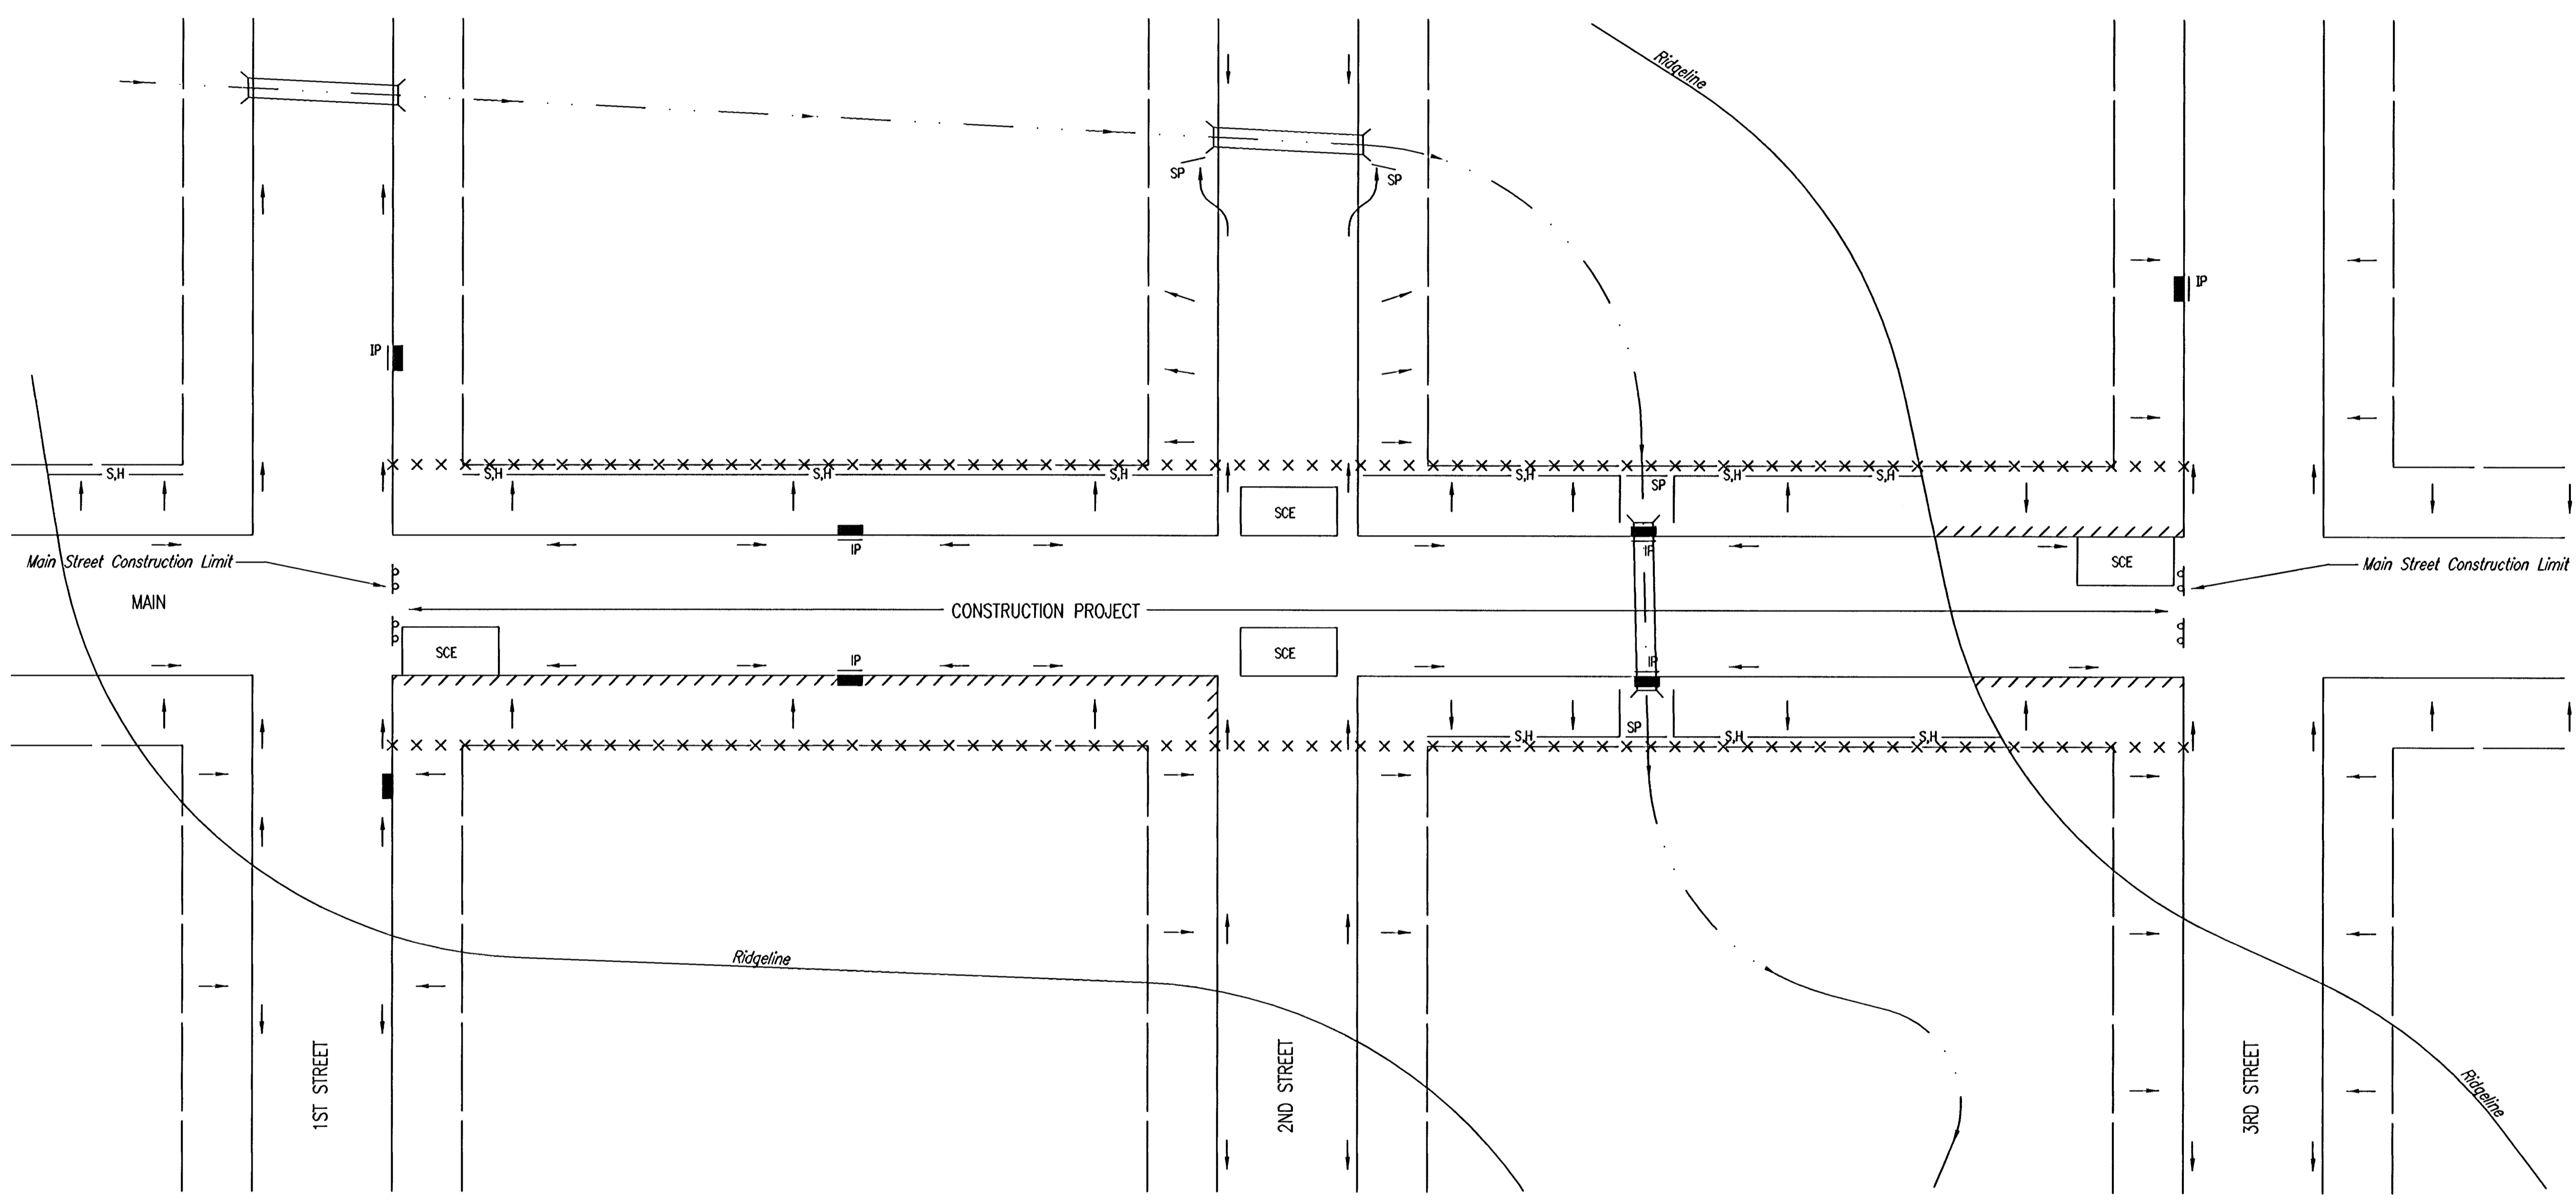 Ridgeline
SP
SP
IP
IP
S,H
S,H
S,H
S,H
S,H
S,H
S,H
SP
SCE
IP
IP
Main Street Construction Limit
SCE
Main Street Construction Limit
MAIN
CONSTRUCTION PROJECT
SCE
SCE
IP
IP
SP
S,H
S,H
S,H
Ridgeline
1ST STREET
2ND STREET
3RD STREET
Ridgeline